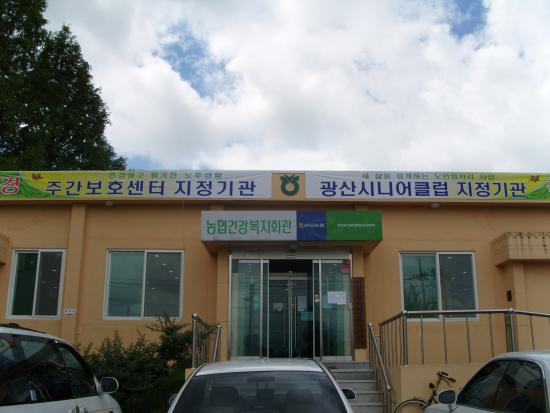 경
건강하고 활기찬 노후생활
주간보호센터 지정기관
새 삶을 설계하는 노인일자리 사업
광산시니어클럽 지정기관
농협건강복지회관